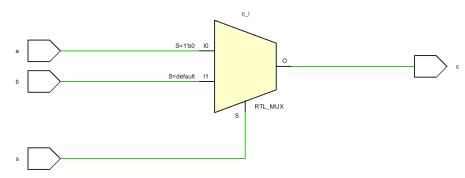 c_i
a
S=1'b0
I0
O
c
b
S=default
I1
S
RTL_MUX
s